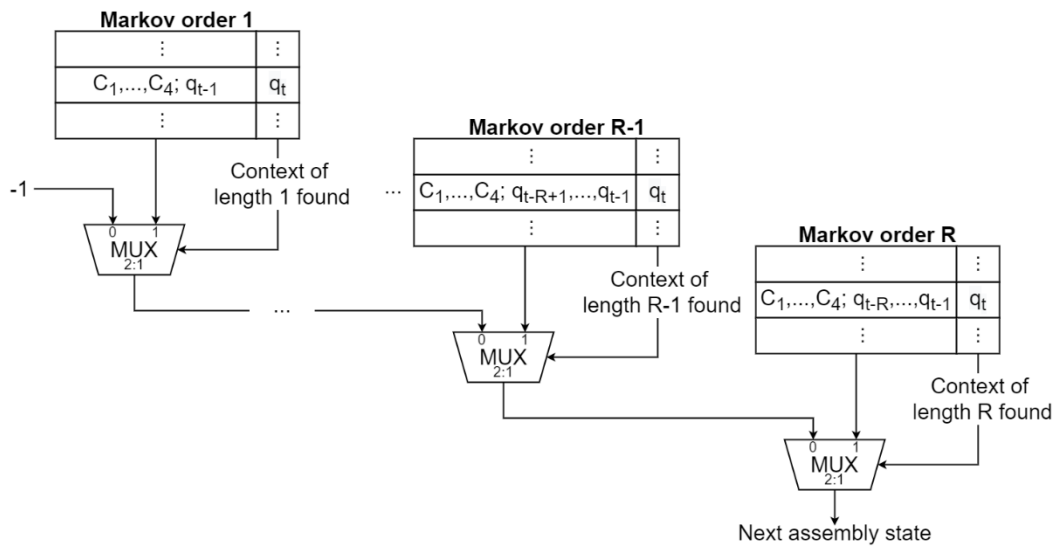 Markov order 1
⋮ ⋮
C₁,...,C₄; qₜ₋₁ qₜ
⋮ ⋮
Context of
length 1 found
-1
0 1
MUX
2:1
...
...
Markov order R-1
⋮ ⋮
C₁,...,C₄; qₜ₋R₊₁,...,qₜ₋₁ qₜ
⋮ ⋮
Context of
length R-1 found
0 1
MUX
2:1
Markov order R
⋮ ⋮
C₁,...,C₄; qₜ₋R,...,qₜ₋₁ qₜ
⋮ ⋮
Context of
length R found
0 1
MUX
2:1
Next assembly state